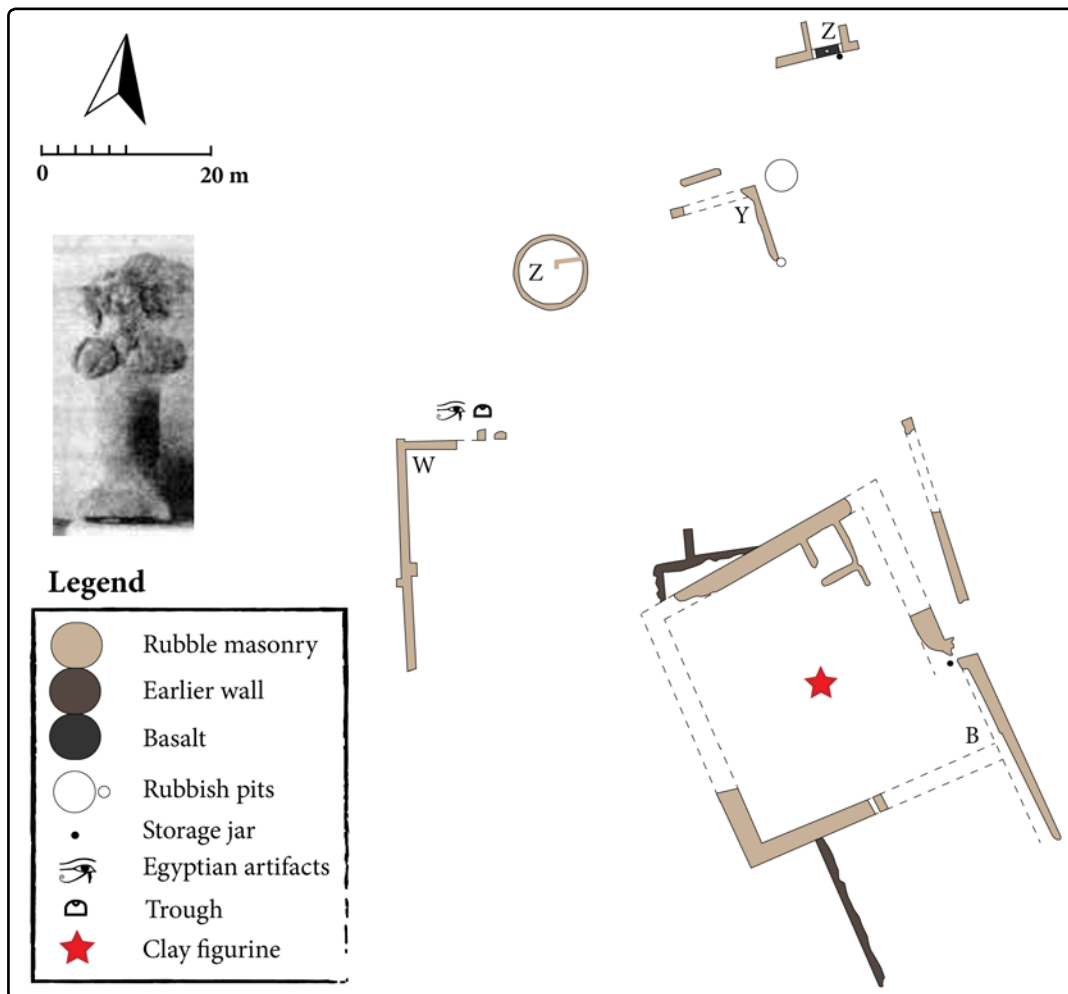 Z
0
20 m
Y
Z
W
B
Legend
Rubble masonry
Earlier wall
Basalt
Rubbish pits
Storage jar
Egyptian artifacts
Trough
Clay figurine